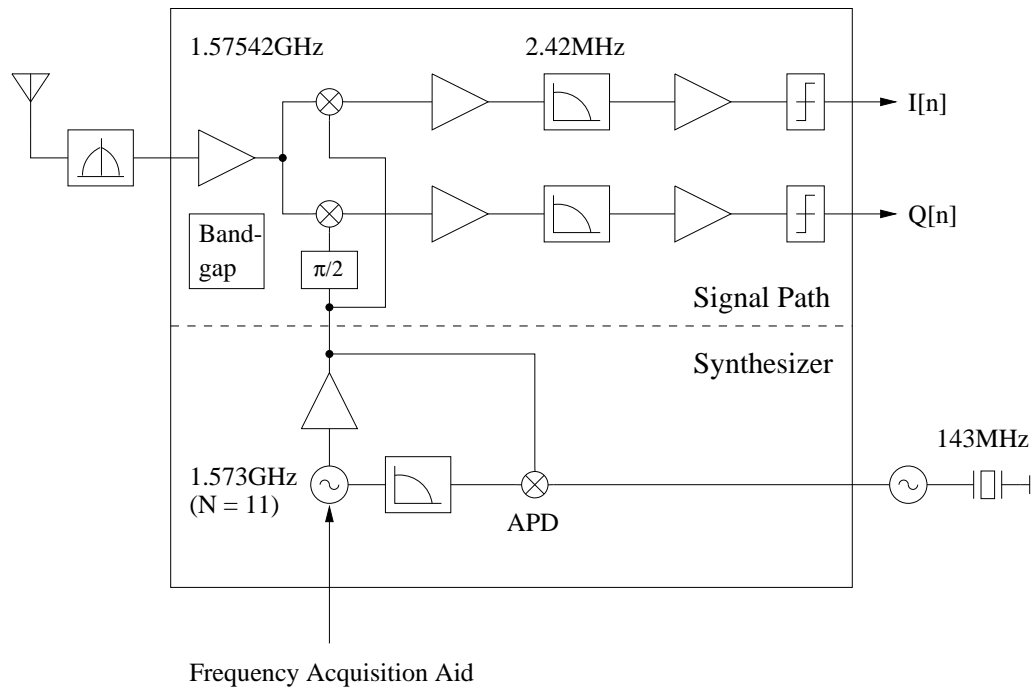 1.57542GHz
2.42MHz
I[n]
Q[n]
Band-
gap
π/2
Signal Path
Synthesizer
143MHz
1.573GHz
(N = 11)
APD
Frequency Acquisition Aid